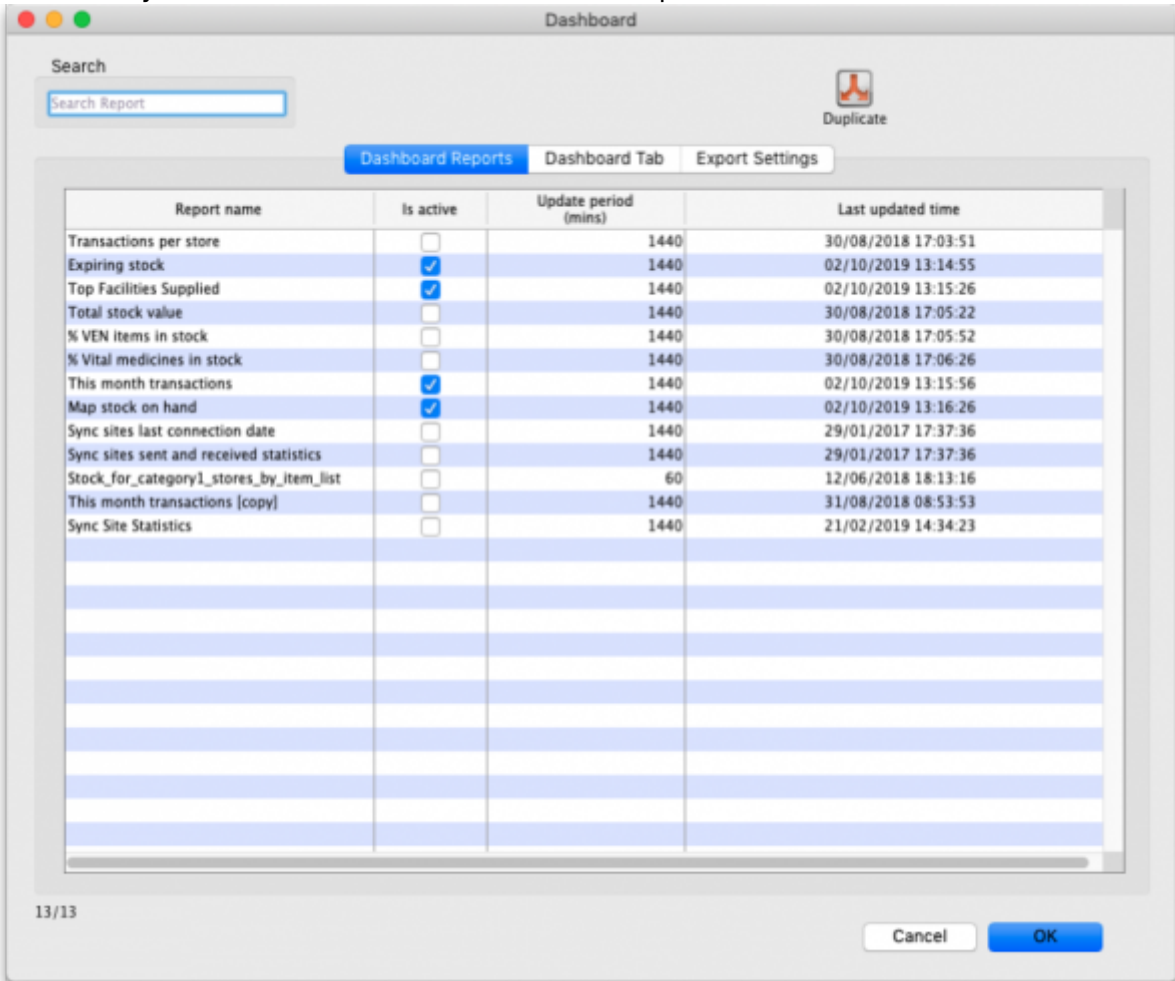 Dashboard
Search
Search Report
Duplicate
Dashboard Reports Dashboard Tab Export Settings
Report name Is active Update period (mins) Last updated time
Transactions per store 1440 30/08/2018 17:03:51
Expiring stock 1440 02/10/2019 13:14:55
Top Facilities Supplied 1440 02/10/2019 13:15:26
Total stock value 1440 30/08/2018 17:05:22
% VEN items in stock 1440 30/08/2018 17:05:52
% Vital medicines in stock 1440 30/08/2018 17:06:26
This month transactions 1440 02/10/2019 13:15:56
Map stock on hand 1440 02/10/2019 13:16:26
Sync sites last connection date 1440 29/01/2017 17:37:36
Sync sites sent and received statistics 1440 29/01/2017 17:37:36
Stock_for_category1_stores_by_item_list 60 12/06/2018 18:13:16
This month transactions [copy] 1440 31/08/2018 08:53:53
Sync Site Statistics 1440 21/02/2019 14:34:23
13/13
Cancel OK